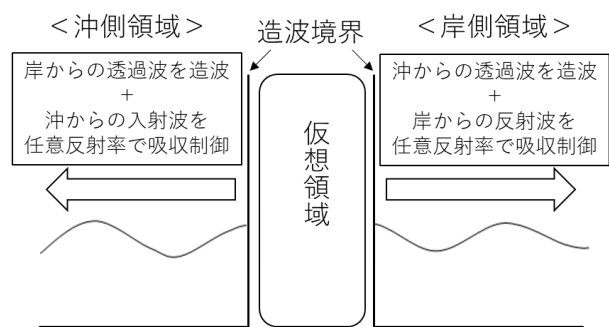 ＜沖側領域＞
造波境界
＜岸側領域＞
岸からの透過波を造波
+
沖からの入射波を
任意反射率で吸収制御
仮想領域
沖からの透過波を造波
+
岸からの反射波を
任意反射率で吸収制御